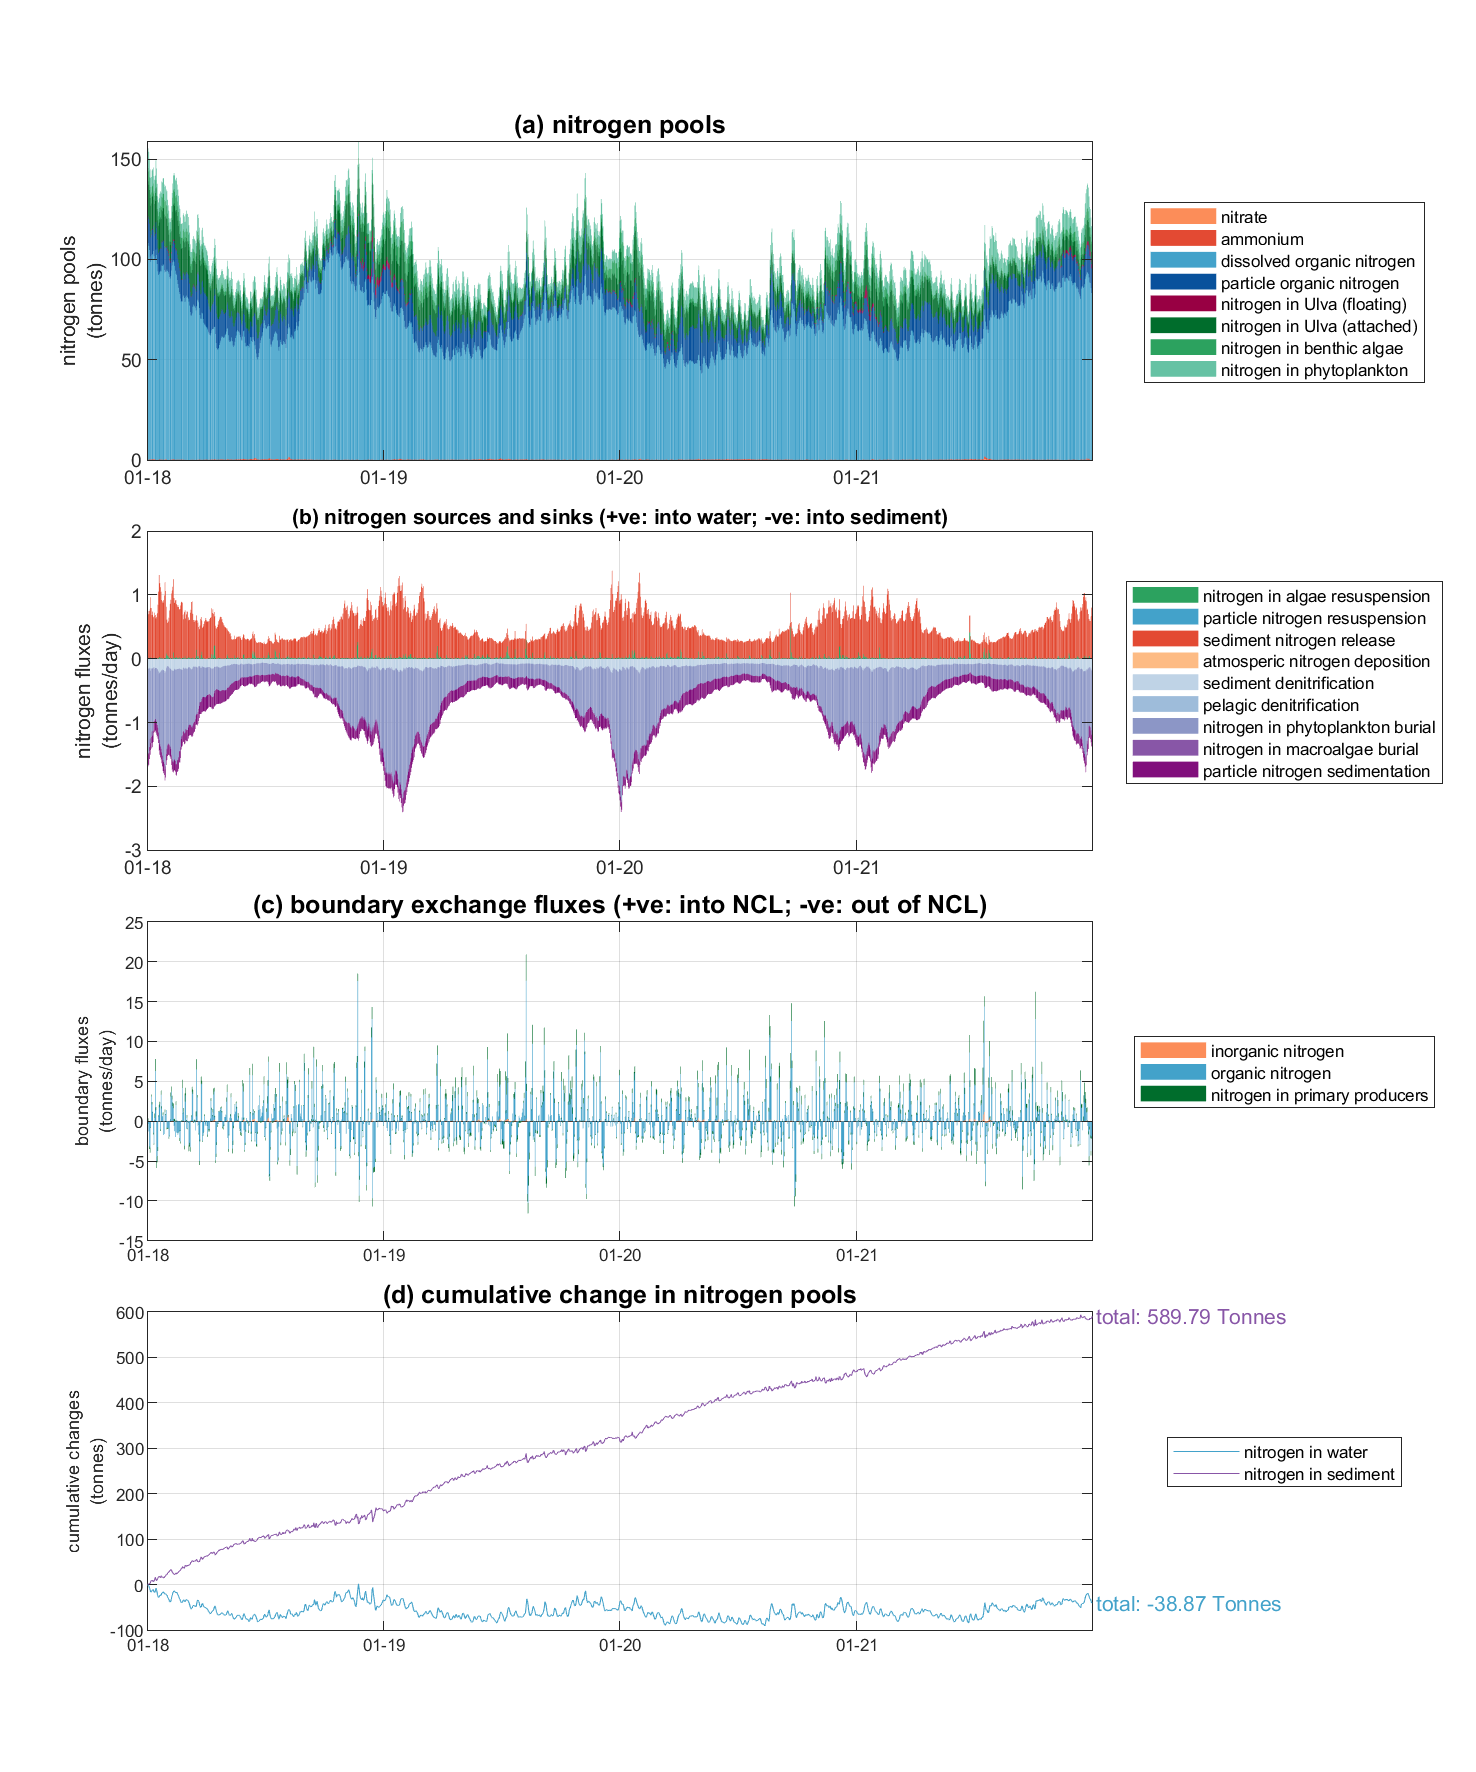 (a) nitrogen pools
nitrogen pools
(tonnes)
150
100
50
0
01-18
01-19
01-20
01-21
nitrate
ammonium
dissolved organic nitrogen
particle organic nitrogen
nitrogen in Ulva (floating)
nitrogen in Ulva (attached)
nitrogen in benthic algae
nitrogen in phytoplankton
(b) nitrogen sources and sinks (+ve: into water; -ve: into sediment)
nitrogen fluxes
(tonnes/day)
2
1
0
-1
-2
-3
01-18
01-19
01-20
01-21
nitrogen in algae resuspension
particle nitrogen resuspension
sediment nitrogen release
atmosperic nitrogen deposition
sediment denitrification
pelagic denitrification
nitrogen in phytoplankton burial
nitrogen in macroalgae burial
particle nitrogen sedimentation
(c) boundary exchange fluxes (+ve: into NCL; -ve: out of NCL)
boundary fluxes
(tonnes/day)
25
20
15
10
5
0
-5
-10
-15
01-18
01-19
01-20
01-21
inorganic nitrogen
organic nitrogen
nitrogen in primary producers
(d) cumulative change in nitrogen pools
cumulative changes
(tonnes)
600
500
400
300
200
100
0
-100
01-18
01-19
01-20
01-21
total: 589.79 Tonnes
total: -38.87 Tonnes
nitrogen in water
nitrogen in sediment